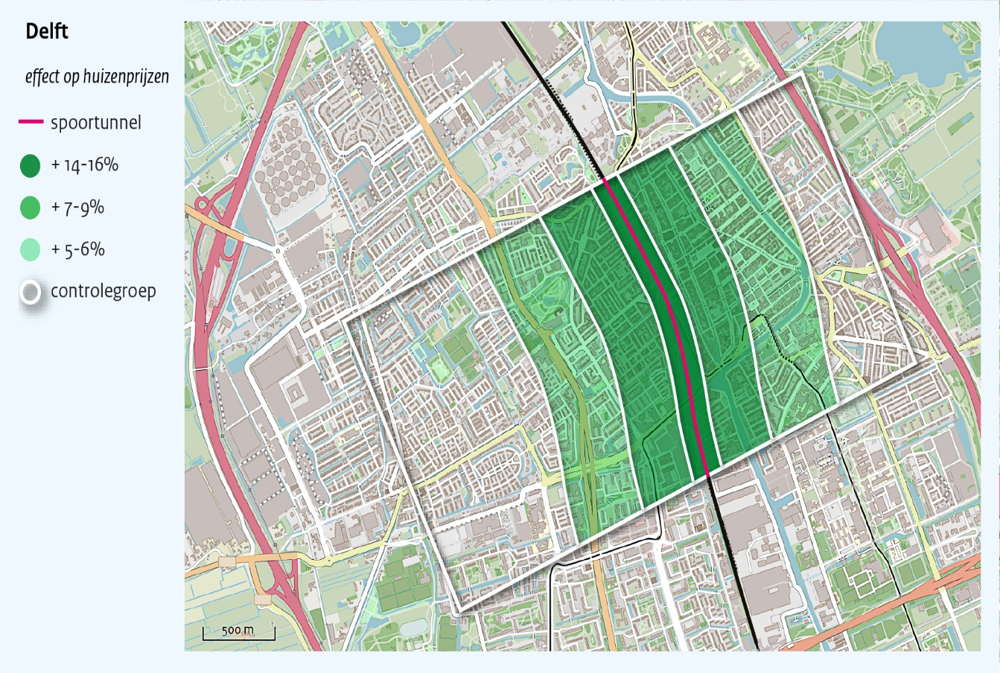 Delft
effect op huizenprijzen
spoortunnel
+ 14-16%
+ 7-9%
+ 5-6%
controlegroep
500 m